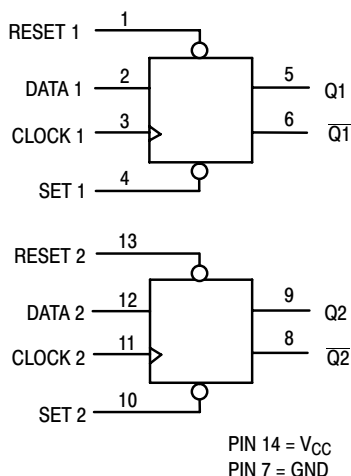 RESET 1 1
DATA 1 2 5 Q1
CLOCK 1 3 6 Q1
SET 1 4
RESET 2 13
DATA 2 12 9 Q2
CLOCK 2 11 8 Q2
SET 2 10
PIN 14 = VCC
PIN 7 = GND